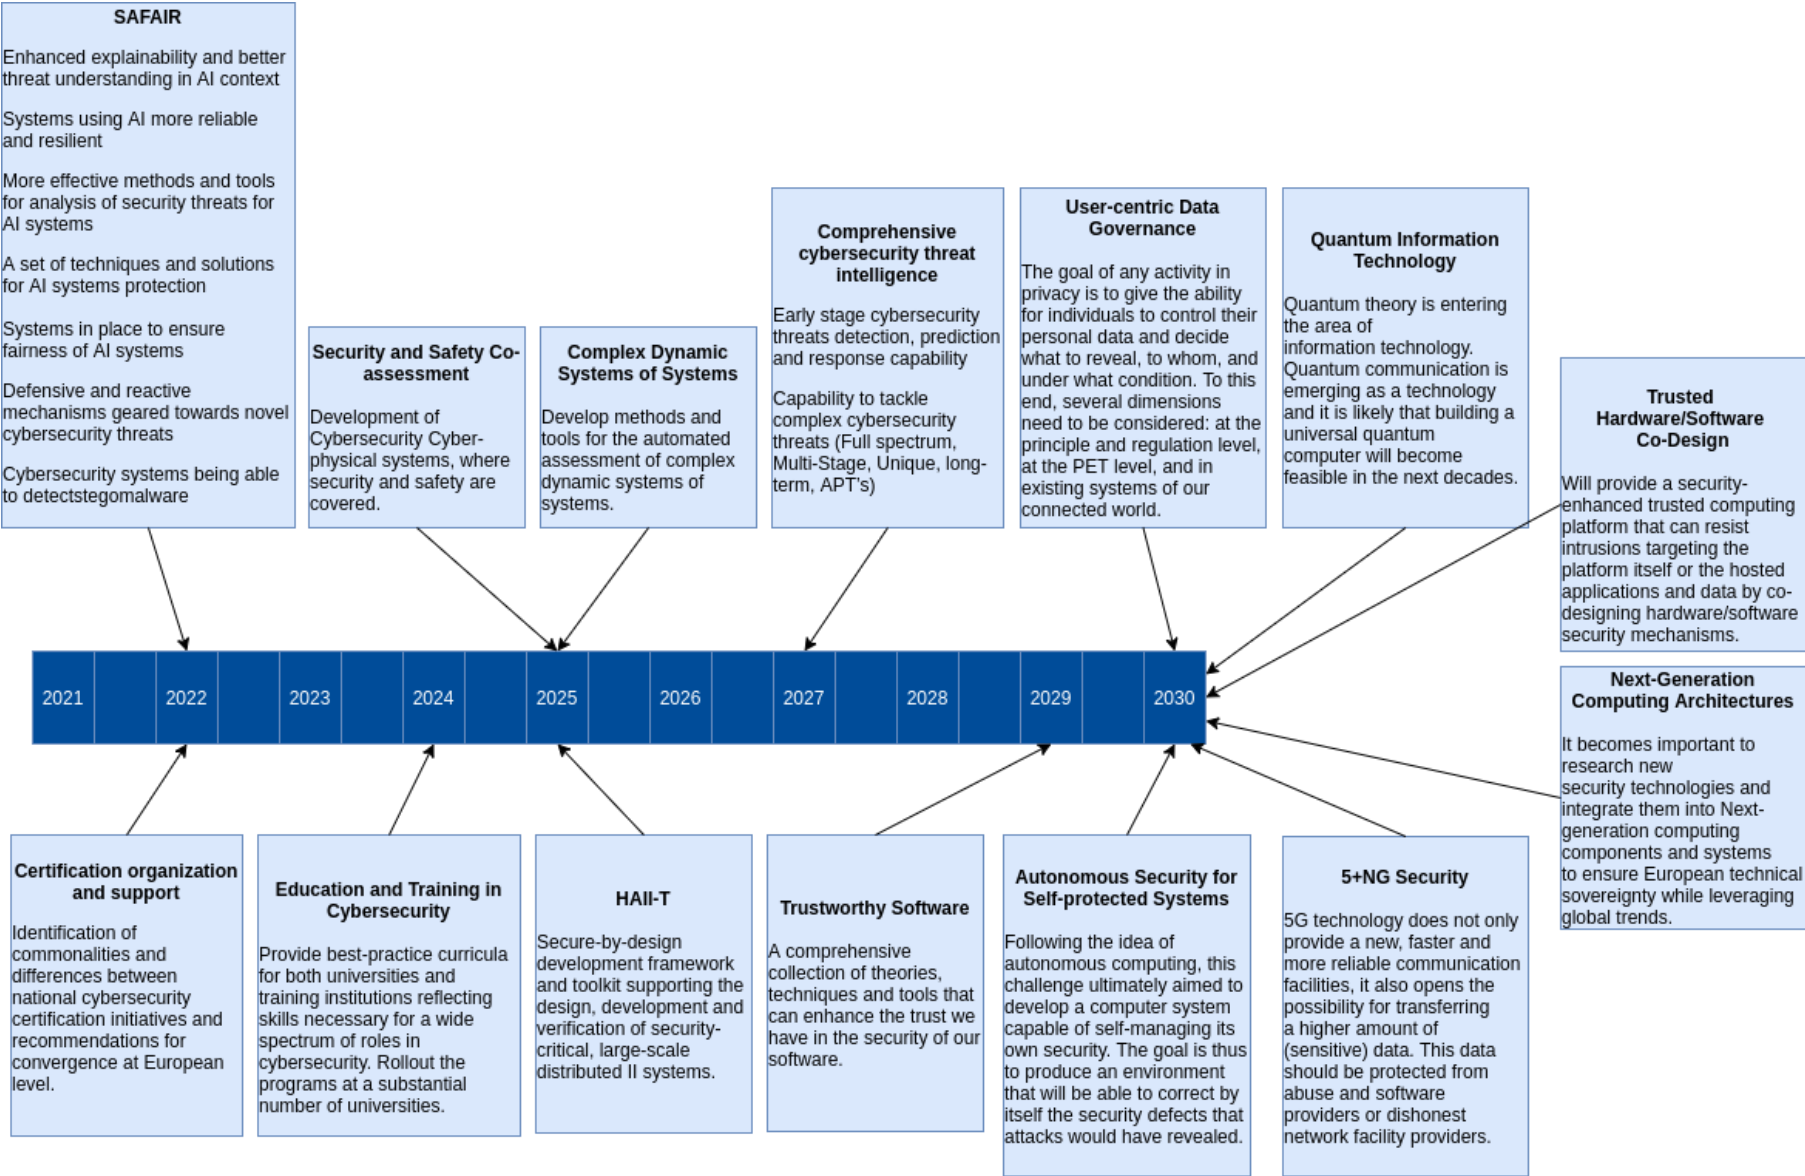 SAFAIR
Enhanced explainability and better
threat understanding in AI context
Systems using AI more reliable
and resilient
More effective methods and tools
for analysis of security threats for
AI systems
A set of techniques and solutions
for AI systems protection
Systems in place to ensure
fairness of AI systems
Defensive and reactive
mechanisms geared towards novel
cybersecurity threats
Cybersecurity systems being able
to detectstegomalware
Security and Safety Co-
assessment
Development of
Cybersecurity Cyber-
physical systems, where
security and safety are
covered.
Complex Dynamic
Systems of Systems
Develop methods and
tools for the automated
assessment of complex
dynamic systems of
systems.
Comprehensive
cybersecurity threat
intelligence
Early stage cybersecurity
threats detection, prediction
and response capability
Capability to tackle
complex cybersecurity
threats (Full spectrum,
Multi-Stage, Unique, long-
term, APT's)
User-centric Data
Governance
The goal of any activity in
privacy is to give the ability
for individuals to control their
personal data and decide
what to reveal, to whom, and
under what condition. To this
end, several dimensions
need to be considered: at the
principle and regulation level,
at the PET level, and in
existing systems of our
connected world.
Quantum Information
Technology
Quantum theory is entering
the area of
information technology.
Quantum communication is
emerging as a technology
and it is likely that building a
universal quantum
computer will become
feasible in the next decades.
Trusted
Hardware/Software
Co-Design
Will provide a security-
enhanced trusted computing
platform that can resist
intrusions targeting the
platform itself or the hosted
applications and data by co-
designing hardware/software
security mechanisms.
2021
2022
2023
2024
2025
2026
2027
2028
2029
2030
Next-Generation
Computing Architectures
It becomes important to
research new
security technologies and
integrate them into Next-
generation computing
components and systems
to ensure European technical
sovereignty while leveraging
global trends.
Certification organization
and support
Identification of
commonalities and
differences between
national cybersecurity
certification initiatives and
recommendations for
convergence at European
level.
Education and Training in
Cybersecurity
Provide best-practice curricula
for both universities and
training institutions reflecting
skills necessary for a wide
spectrum of roles in
cybersecurity. Rollout the
programs at a substantial
number of universities.
HAII-T
Secure-by-design
development framework
and toolkit supporting the
design, development and
verification of security-
critical, large-scale
distributed II systems.
Trustworthy Software
A comprehensive
collection of theories,
techniques and tools that
can enhance the trust we
have in the security of our
software.
Autonomous Security for
Self-protected Systems
Following the idea of
autonomous computing, this
challenge ultimately aimed to
develop a computer system
capable of self-managing its
own security. The goal is thus
to produce an environment
that will be able to correct by
itself the security defects that
attacks would have revealed.
5+NG Security
5G technology does not only
provide a new, faster and
more reliable communication
facilities, it also opens the
possibility for transferring
a higher amount of
(sensitive) data. This data
should be protected from
abuse and software
providers or dishonest
network facility providers.